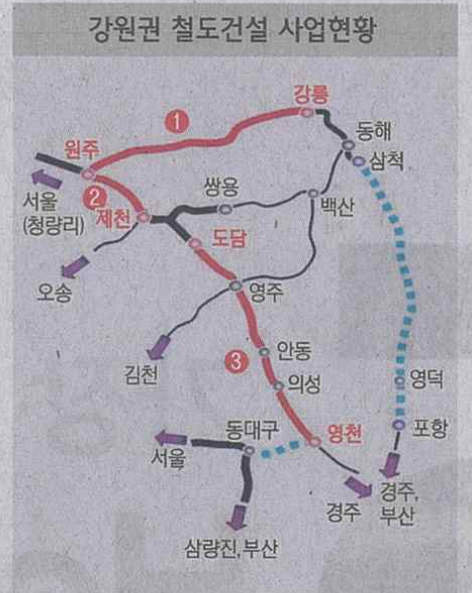 강원권 철도건설 사업현황
강릉
1
동해
원주
삼척
서울
(청량리)
2
제천
쌍용
백산
도담
오송
영주
김천
3
안동
의성
영덕
동대구
영천
포항
서울
경주
경주,
부산
삼량진,부산